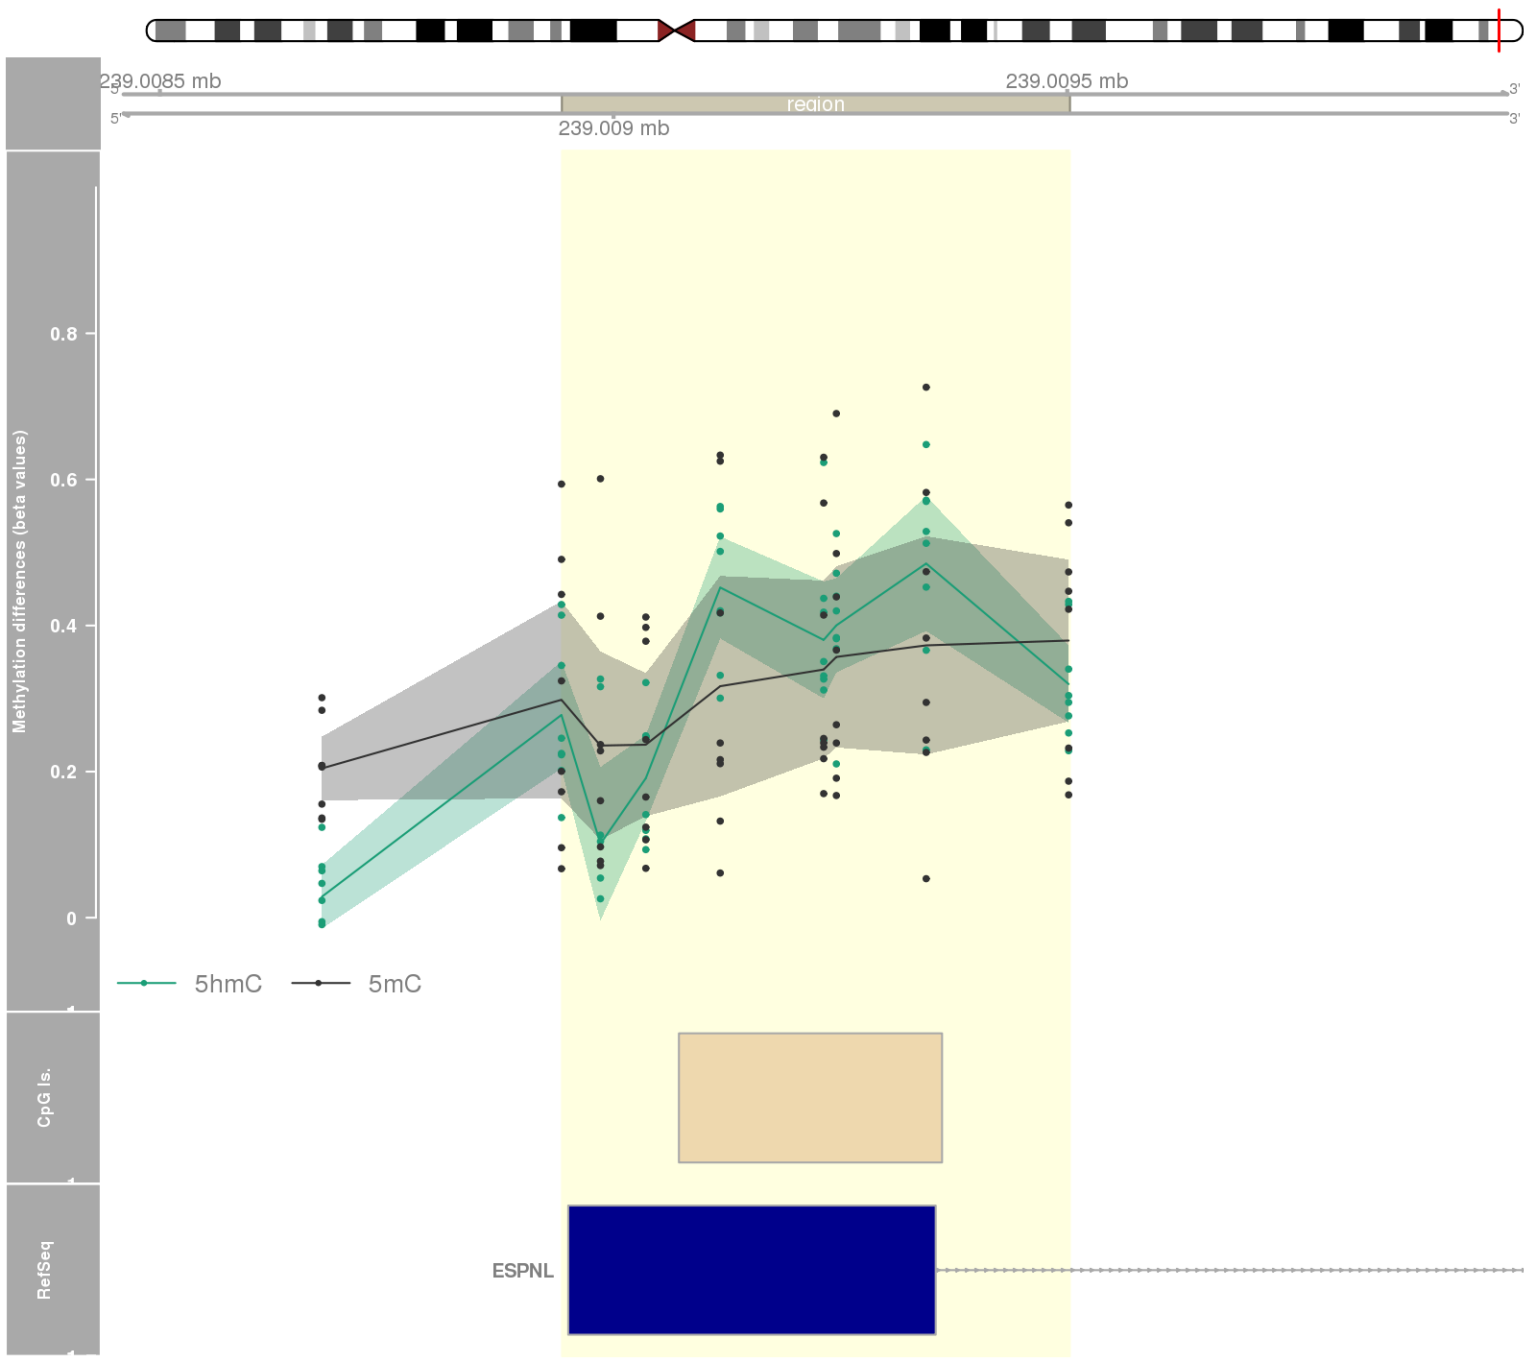 239.0085 mb
239.0095 mb
5'
3'
region
5'
3'
239.009 mb
Methylation differences (beta values)
0.8
0.6
0.4
0.2
0
5hmC
5mC
CpG Is.
RefSeq
ESPNL